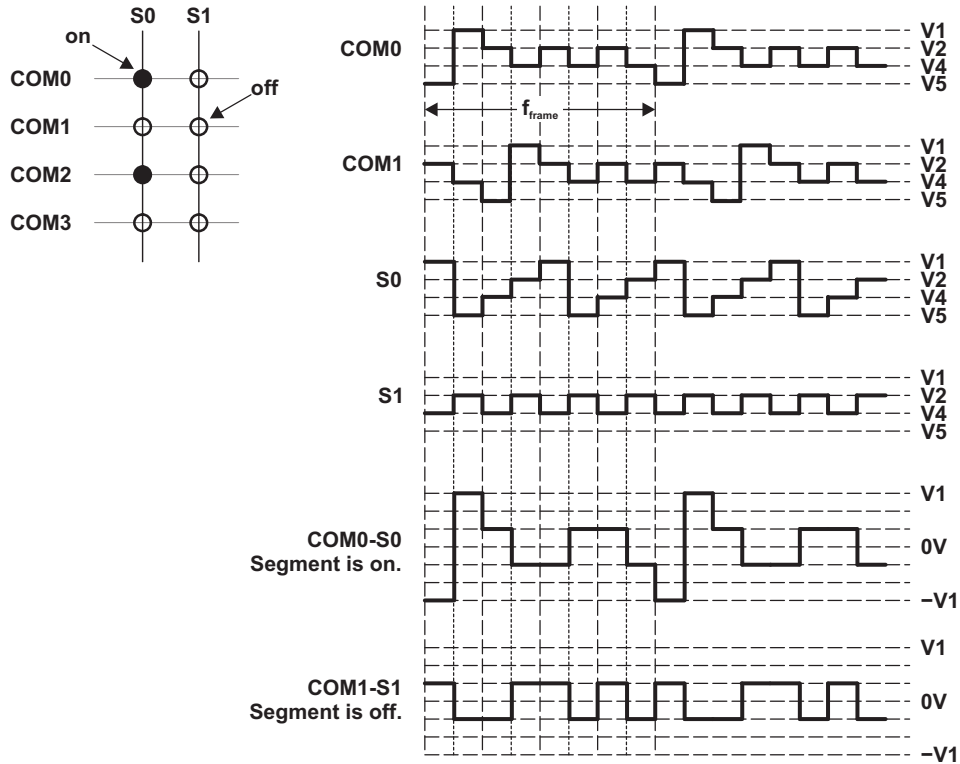 S0 S1
on
off
COM0
COM1
COM2
COM3
COM0
V1
V2
V4
V5
fframe
COM1
V1
V2
V4
V5
S0
V1
V2
V4
V5
S1
V1
V2
V4
V5
COM0-S0
Segment is on.
V1
0V
−V1
COM1-S1
Segment is off.
V1
0V
−V1